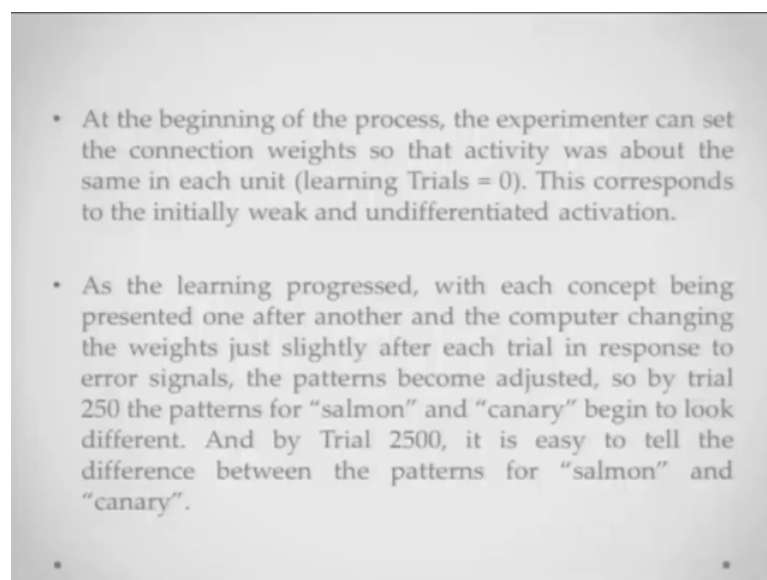 • At the beginning of the process, the experimenter can set
the connection weights so that activity was about the
same in each unit (learning Trials = 0). This corresponds
to the initially weak and undifferentiated activation.
• As the learning progressed, with each concept being
presented one after another and the computer changing
the weights just slightly after each trial in response to
error signals, the patterns become adjusted, so by trial
250 the patterns for “salmon” and “canary” begin to look
different. And by Trial 2500, it is easy to tell the
difference between the patterns for “salmon” and
“canary”.